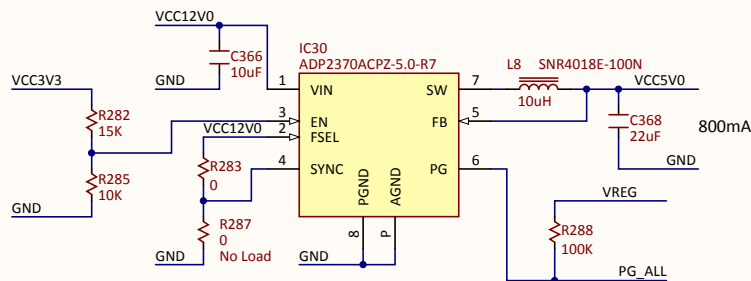 VCC12V0
C366
10uF
GND
VCC3V3
R282
15K
R285
10K
GND
VCC12V0
R283
0
R287
0
No Load
GND
IC30
ADP2370ACPZ-5.0-R7
1 VIN
3 EN
2 FSEL
4 SYNC
SW 7
FB 5
PG 6
PGND
AGND
8
P
GND
L8 SNR4018E-100N
10uH
VCC5V0
C368
22uF
800mA
GND
VREG
R288
100K
PG_ALL